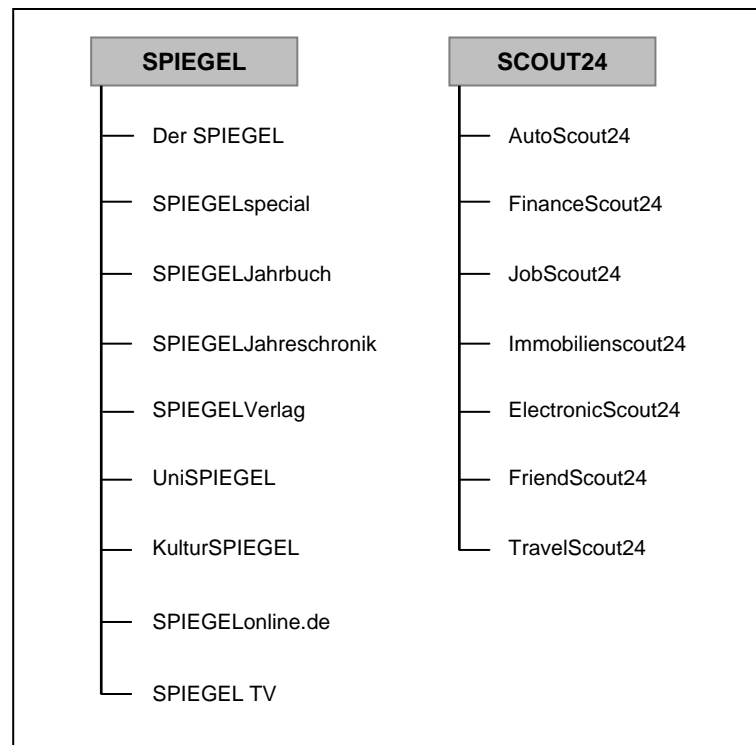 SPIEGEL
Der SPIEGEL
SPIEGELspecial
SPIEGELJahrbuch
SPIEGELJahreschronik
SPIEGELVerlag
UniSPIEGEL
KulturSPIEGEL
SPIEGELonline.de
SPIEGEL TV
SCOUT24
AutoScout24
FinanceScout24
JobScout24
Immobilienscout24
ElectronicScout24
FriendScout24
TravelScout24